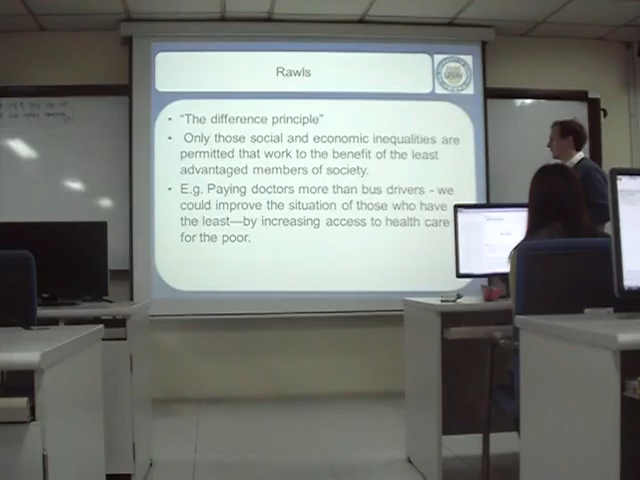 Rawls
• "The difference principle"
• Only those social and economic inequalities are
permitted that work to the benefit of the least
advantaged members of society.
• E.g. Paying doctors more than bus drivers - we
could improve the situation of those who have
the least—by increasing access to health care
for the poor.